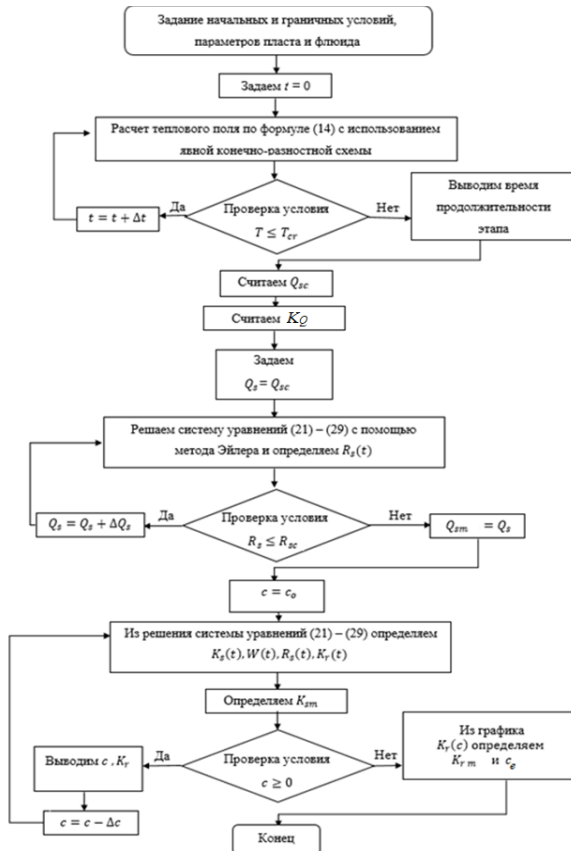 Задание начальных и граничных условий,
параметров пласта и флюида
Задаем t = 0
Расчет теплового поля по формуле (14) с использованием
явной конечно-разностной схемы
t = t + Δt
Да
Проверка условия
T ≤ T_cr
Нет
Выводим время
продолжительности
этапа
Считаем Q_sc
Считаем K_Q
Задаем
Q_s = Q_sc
Решаем систему уравнений (21) – (29) с помощью
метода Эйлера и определяем R_s(t)
Q_s = Q_s + ΔQ_s
Да
Проверка условия
R_s ≤ R_sc
Нет
Q_sm = Q_s
c = c_o
Из решения системы уравнений (21) – (29) определяем
K_s(t), W(t), R_s(t), K_r(t)
Определяем K_sm
Выводим c , K_r
Да
Проверка условия
c ≥ 0
Нет
Из графика
K_r(c) определяем
K_r m и c_e
c = c − Δc
Конец